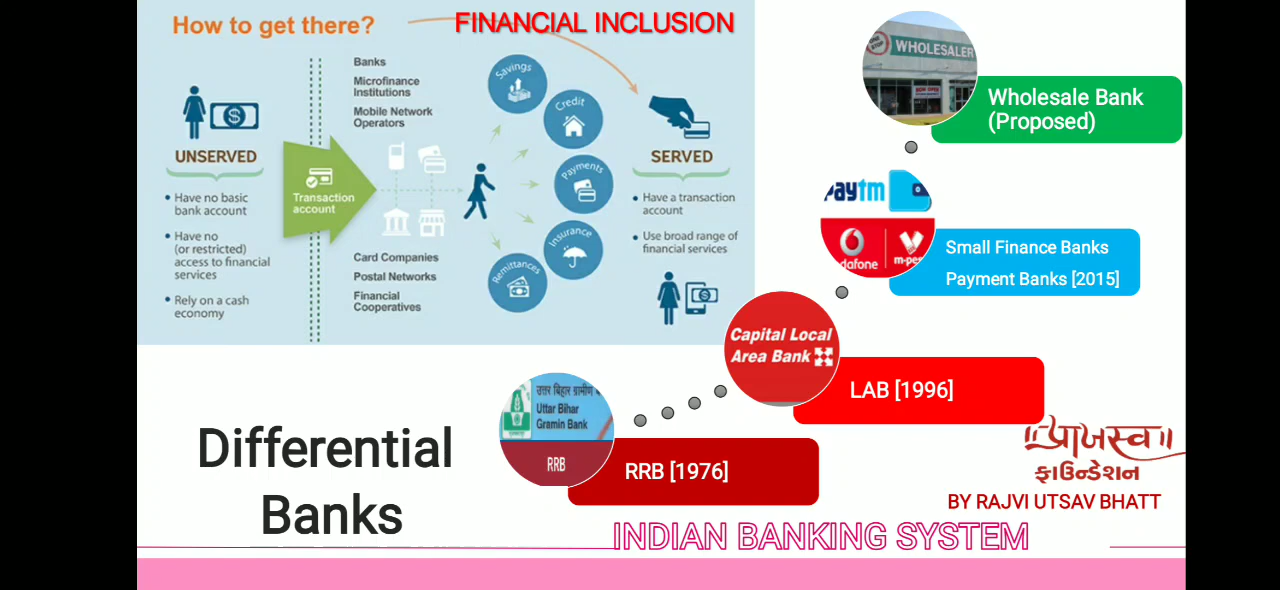 How to get there?
FINANCIAL INCLUSION
UNSERVED
• Have no basic
bank account
• Have no
(or restricted)
access to financial
services
• Rely on a cash
economy
Transaction
account
Banks
Microfinance
Institutions
Mobile Network
Operators
Card Companies
Postal Networks
Financial
Cooperatives
Savings
Credit
Payments
Insurance
Remittances
SERVED
• Have a transaction
account
• Use broad range of
financial services
WHOLESALER
Wholesale Bank
(Proposed)
Paytm
dafone
m-pes
Small Finance Banks
Payment Banks [2015]
Capital Local
Area Bank
LAB [1996]
उत्तर बिहार ग्रामीण
Uttar Bihar
Gramin Bank
RRB
RRB [1976]
Differential
Banks
ફાઉન્ડેશન
BY RAJVI UTSAV BHATT
INDIAN BANKING SYSTEM